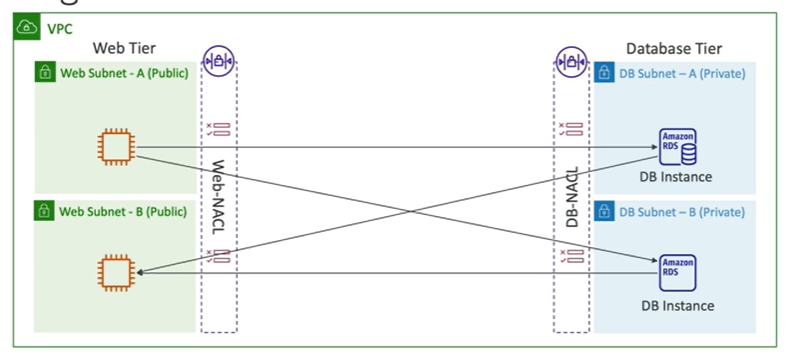 VPC
Web Tier
Database Tier
Web Subnet - A (Public)
DB Subnet – A (Private)
Amazon
RDS
DB Instance
Web-NACL
DB-NACL
Web Subnet - B (Public)
DB Subnet – B (Private)
Amazon
RDS
DB Instance